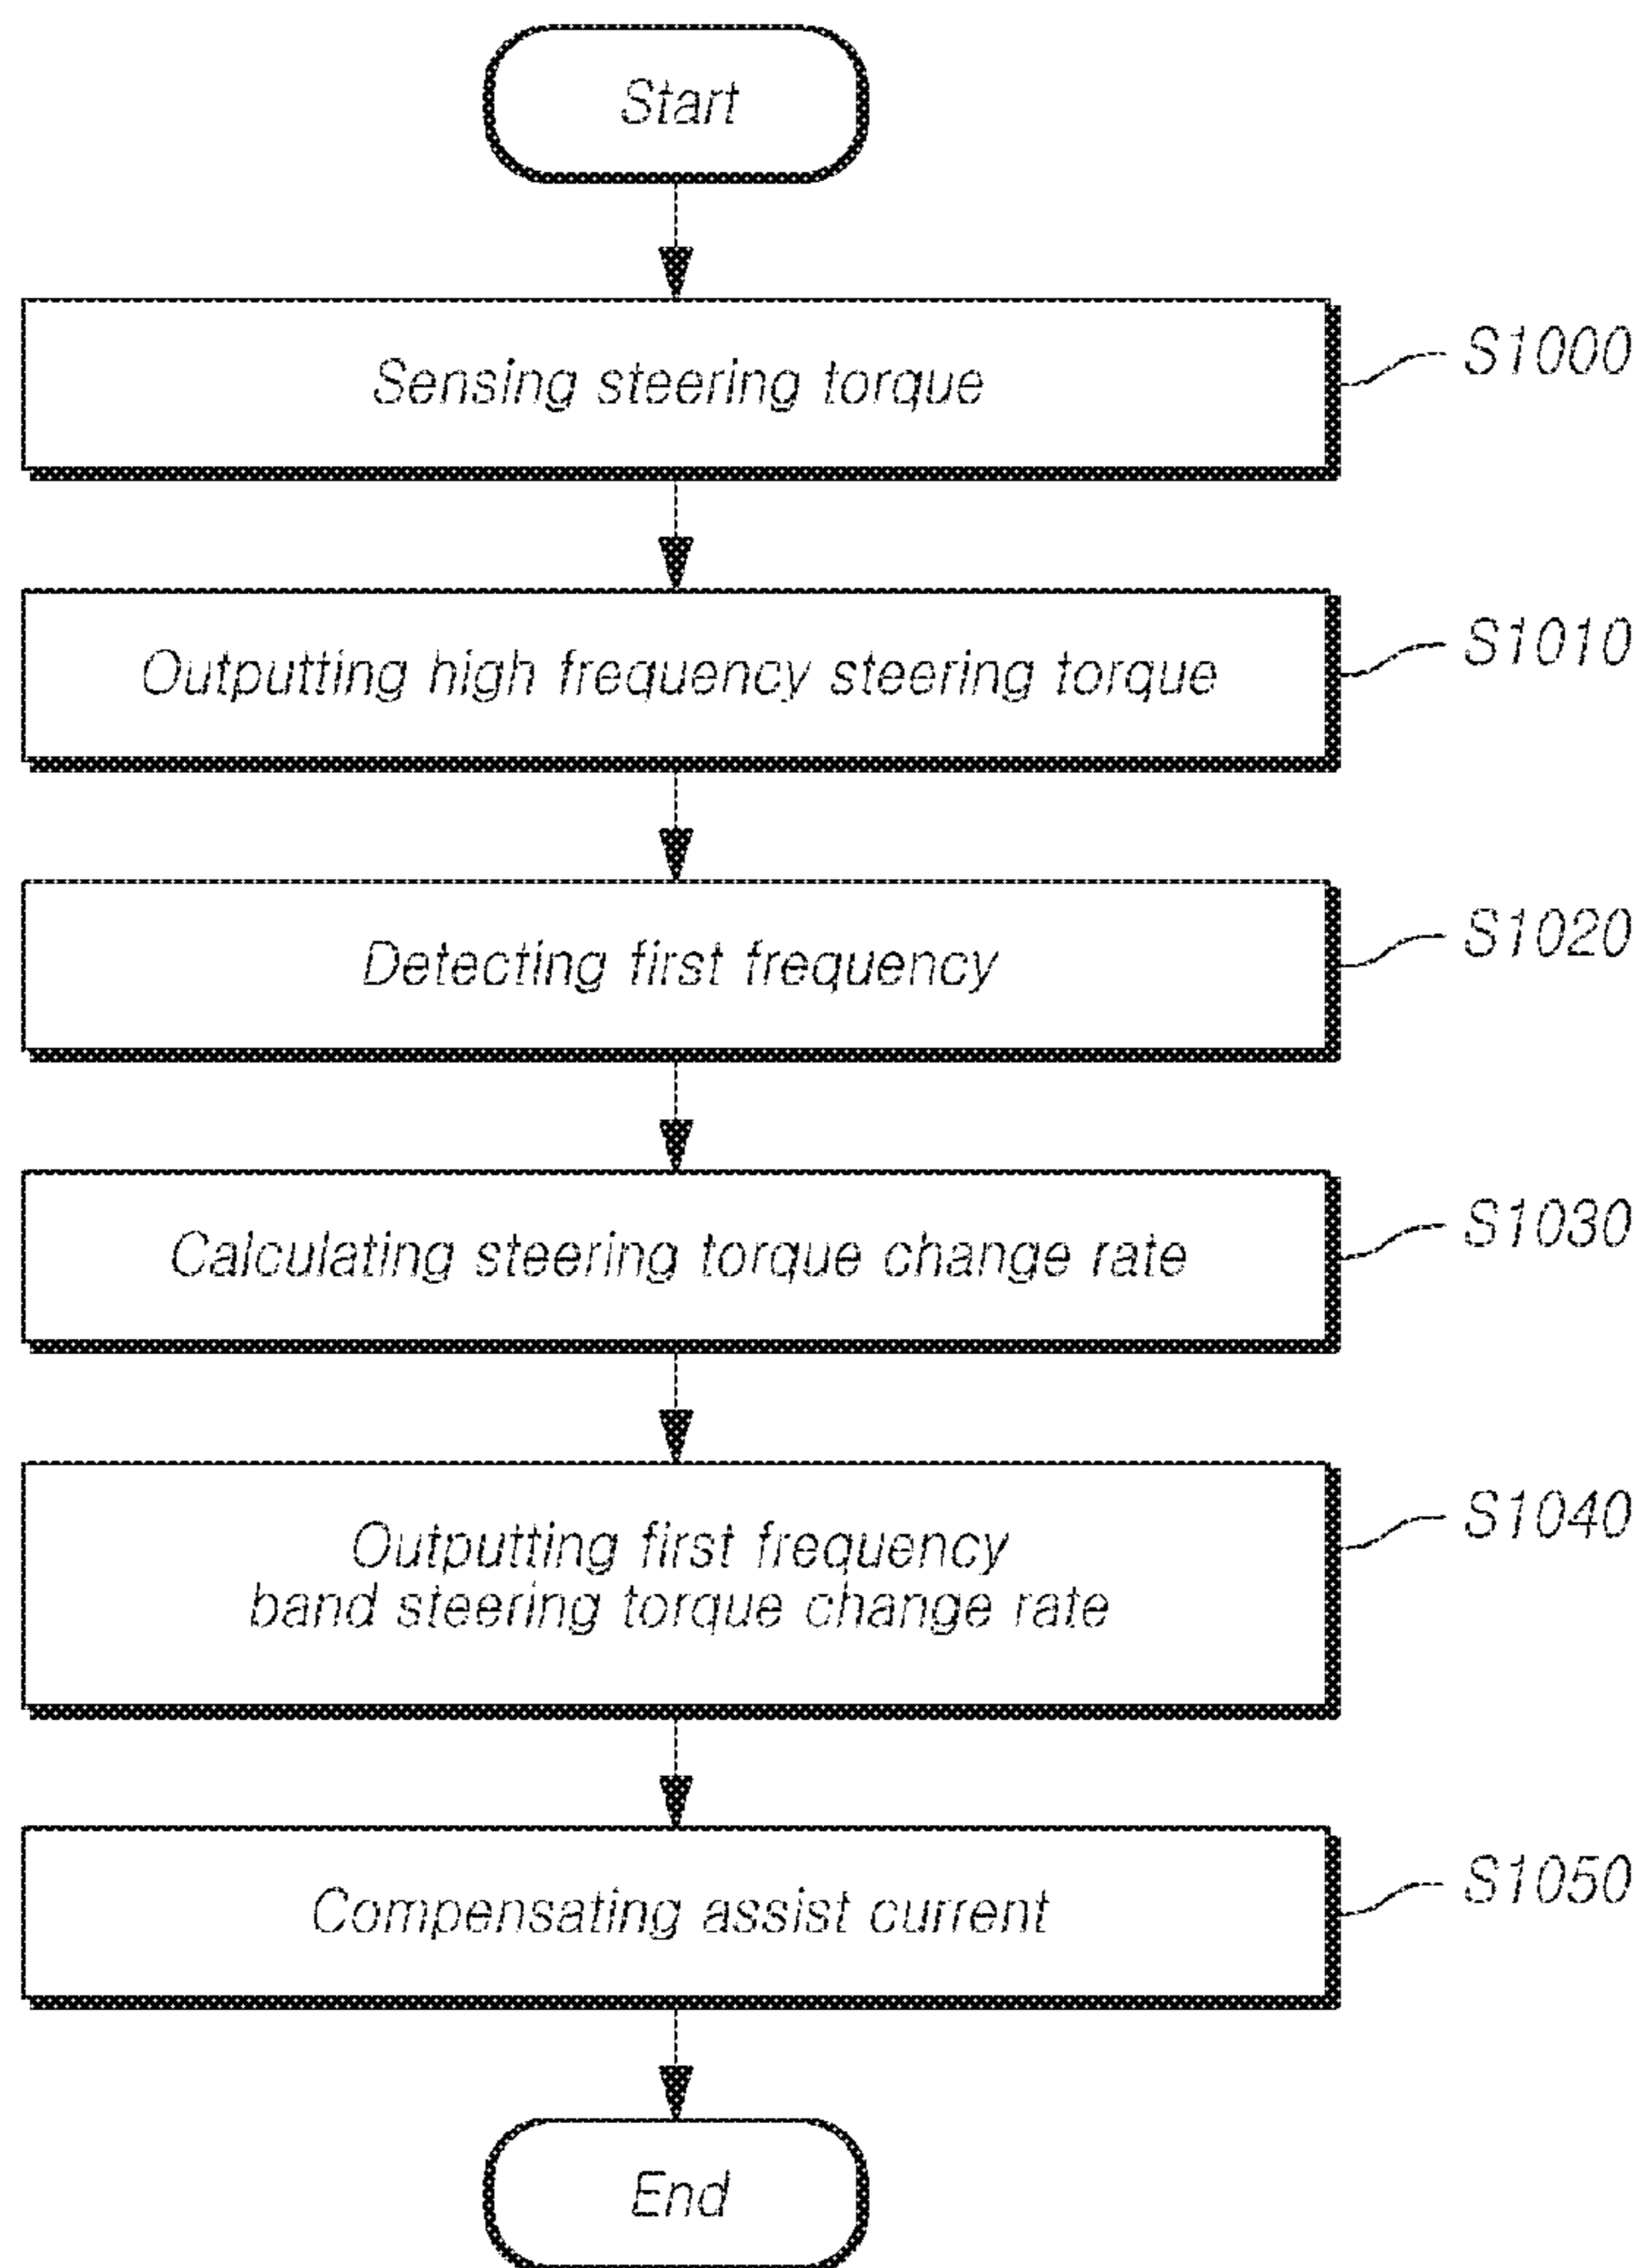 Start
Sensing steering torque
S1000
Outputting high frequency steering torque
S1010
Detecting first frequency
S1020
Calculating steering torque change rate
S1030
Outputting first frequency
band steering torque change rate
S1040
Compensating assist current
S1050
End